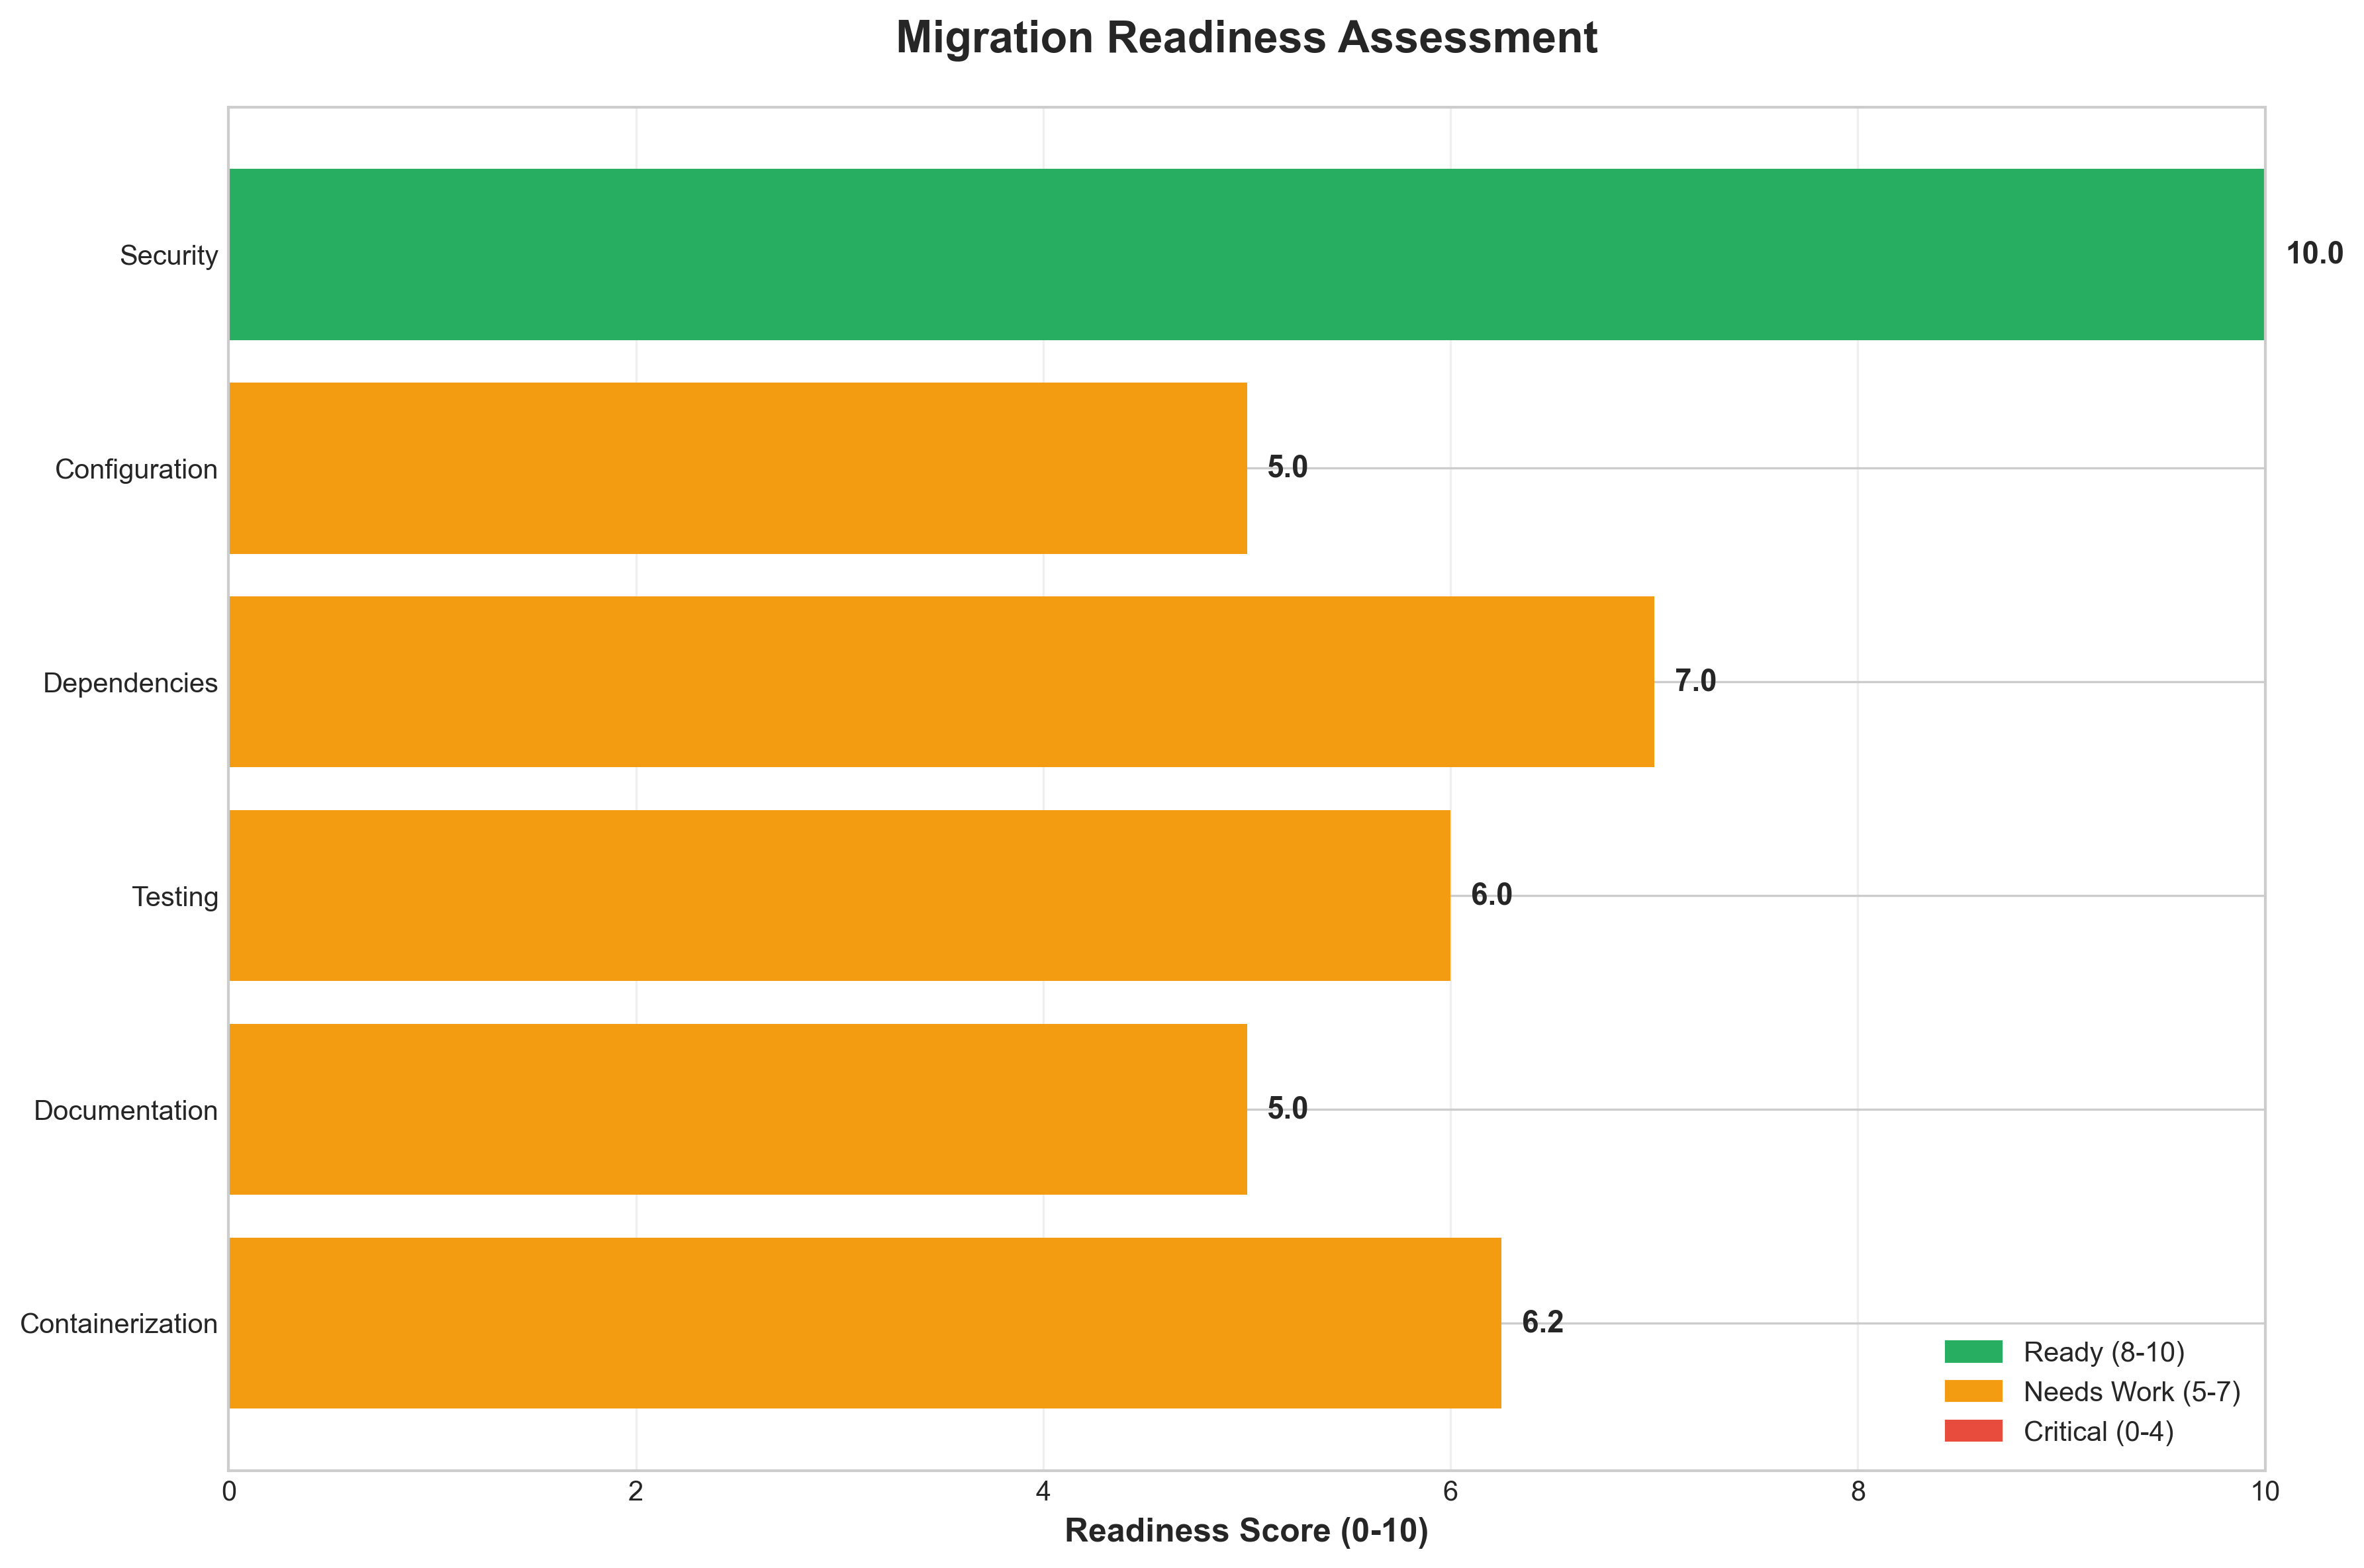 Migration Readiness Assessment
Security
10.0
Configuration
5.0
Dependencies
7.0
Testing
6.0
Documentation
5.0
Containerization
6.2
Ready (8-10)
Needs Work (5-7)
Critical (0-4)
0 2 4 6 8 10
Readiness Score (0-10)